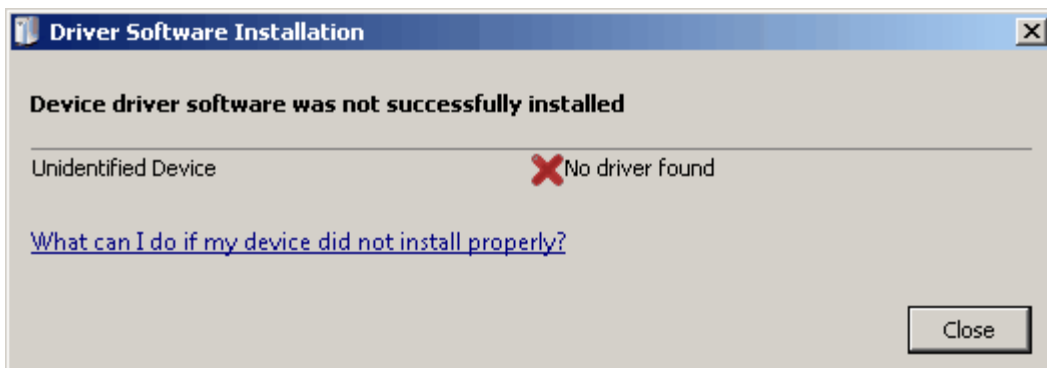 Driver Software Installation
Device driver software was not successfully installed
Unidentified Device No driver found
What can I do if my device did not install properly?
Close